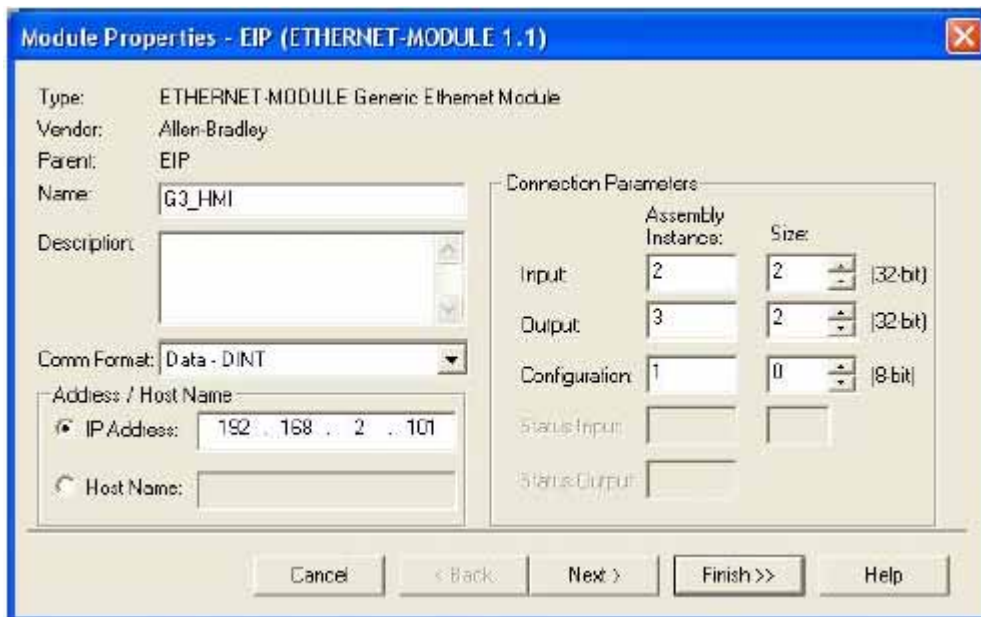 Module Properties - EIP (ETHERNET-MODULE 1.1)
Type: ETHERNET-MODULE Generic Ethernet Module
Vendor: Allen-Bradley
Parent: EIP
Name: G3_HMI
Description:
Comm Format: Data - DINT
Address / Host Name
IP Address: 192 . 168 . 2 . 101
Host Name:
Connection Parameters
Assembly Instance: Size:
Input: 2 2 (32-bit)
Output: 3 2 (32-bit)
Configuration: 1 0 (8-bit)
Status Input:
Status Output:
Cancel < Back Next > Finish >> Help